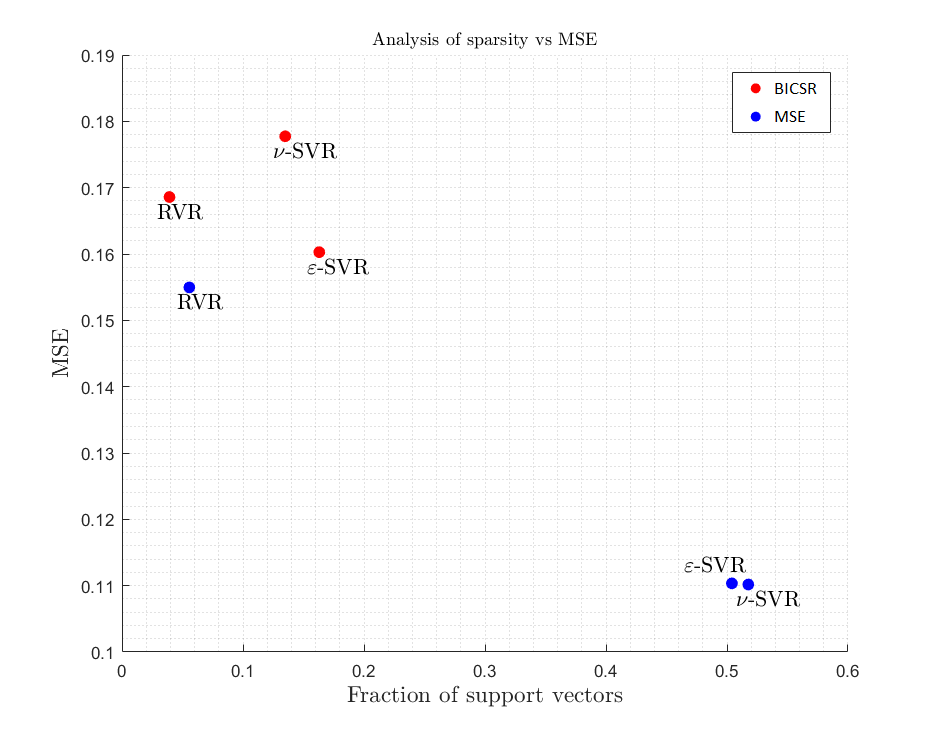 Analysis of sparsity vs MSE
0.19
0.18
0.17
0.16
0.15
0.14
0.13
0.12
0.11
0.1
MSE
BICSR
MSE
ν-SVR
RVR
ε-SVR
RVR
ε-SVR
ν-SVR
0 0.1 0.2 0.3 0.4 0.5 0.6
Fraction of support vectors